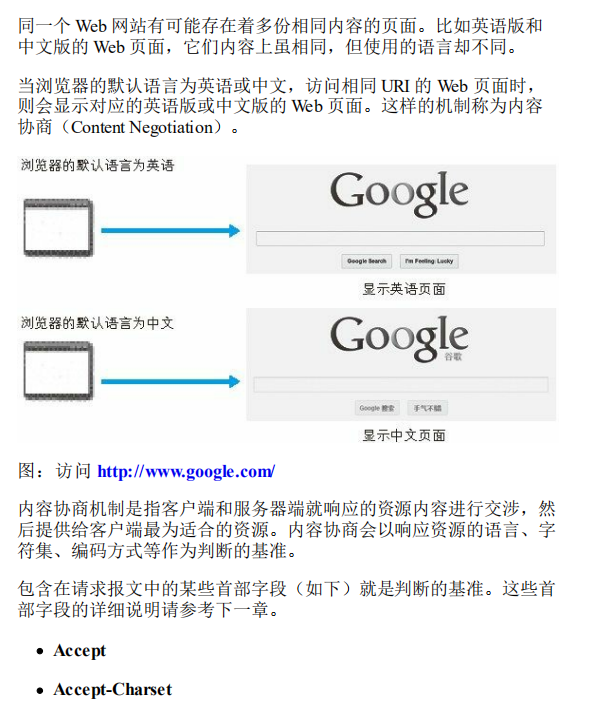 同一个 Web 网站有可能存在着多份相同内容的页面。比如英语版和
中文版的 Web 页面，它们内容上虽相同，但使用的语言却不同。
当浏览器的默认语言为英语或中文，访问相同 URI 的 Web 页面时，
则会显示对应的英语版或中文版的 Web 页面。这样的机制称为内容
协商（Content Negotiation）。
浏览器的默认语言为英语
Google
Google Search I'm Feeling Lucky
显示英语页面
浏览器的默认语言为中文
Google
谷歌
Google 搜索 手气不错
显示中文页面
图：访问 http://www.google.com/
内容协商机制是指客户端和服务器端就响应的资源内容进行交涉，然
后提供给客户端最为适合的资源。内容协商会以响应资源的语言、字
符集、编码方式等作为判断的基准。
包含在请求报文中的某些首部字段（如下）就是判断的基准。这些首
部字段的详细说明请参考下一章。
● Accept
● Accept-Charset